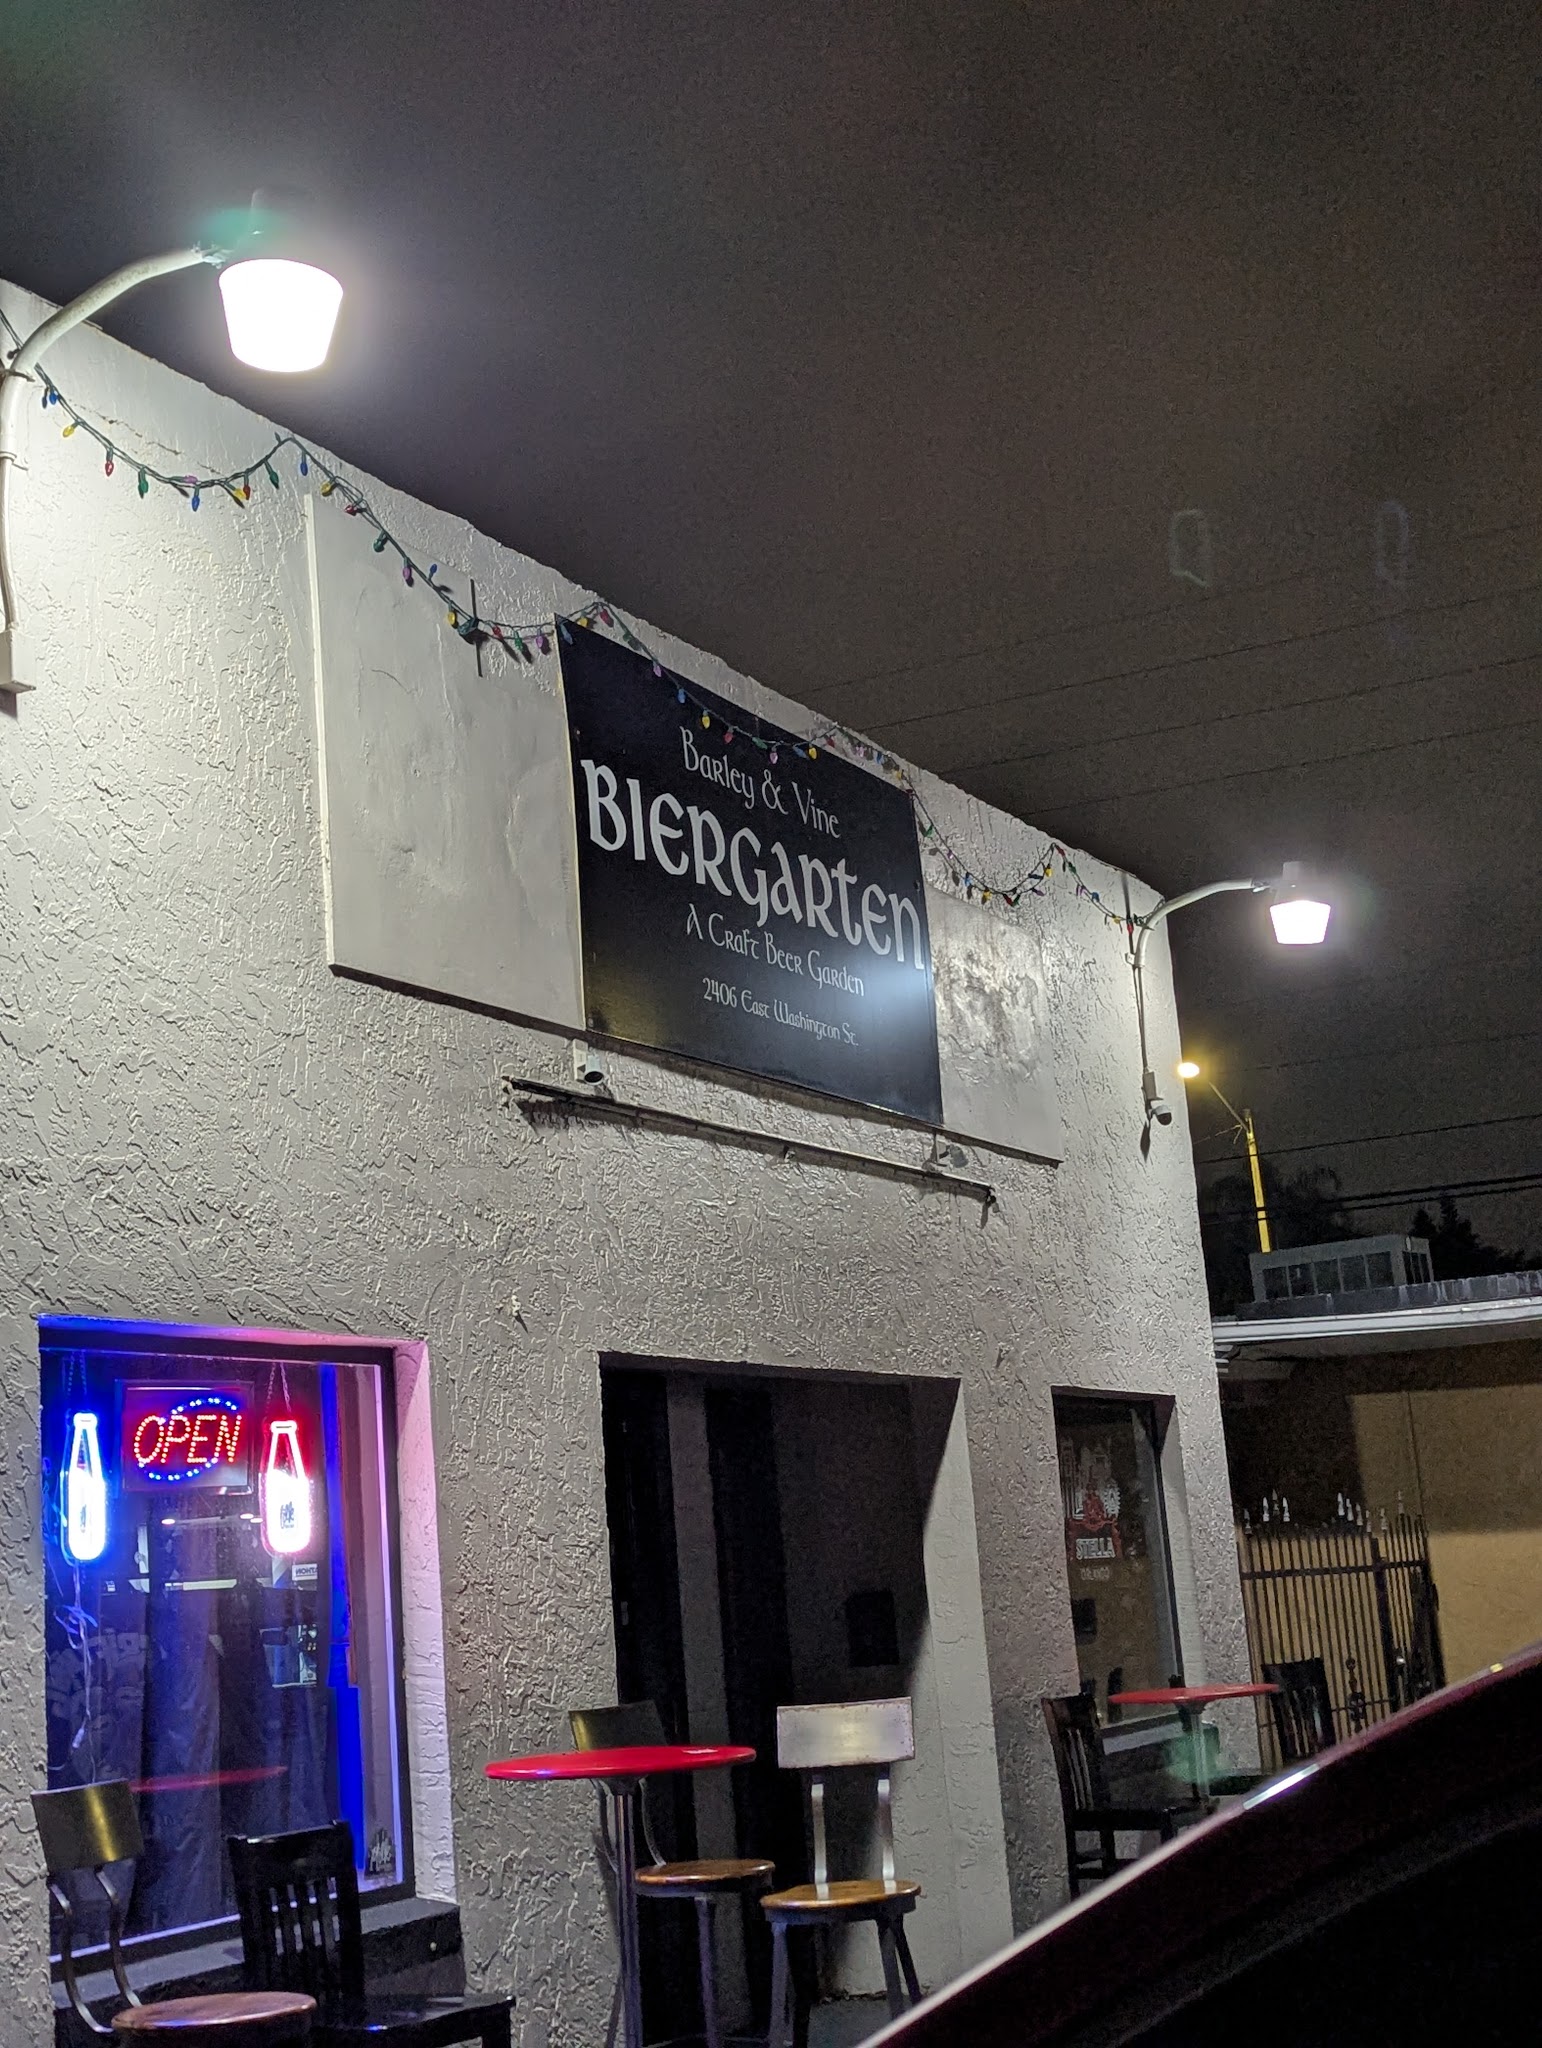 Barley & Vine
BIERGARTEN
A Craft Beer Garden
2406 East Washington St.
OPEN
STELLA